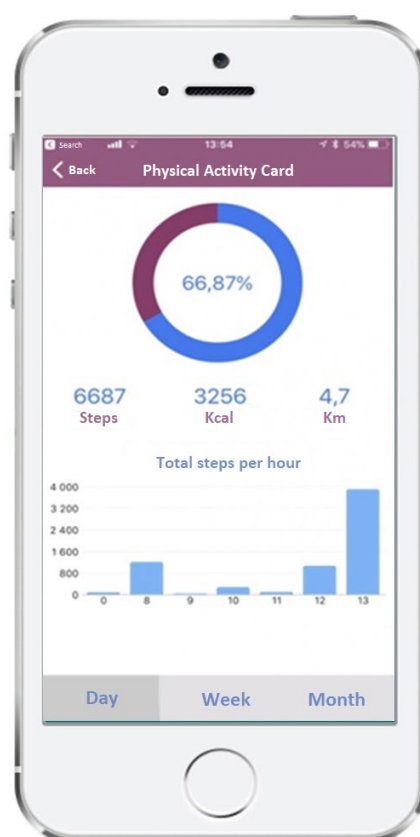 Search 13:54 54%
Back Physical Activity Card
66,87%
6687 3256 4,7
Steps Kcal Km
Total steps per hour
4 000
3 200
2 400
1 600
800
0
0 8 9 10 11 12 13
Day Week Month